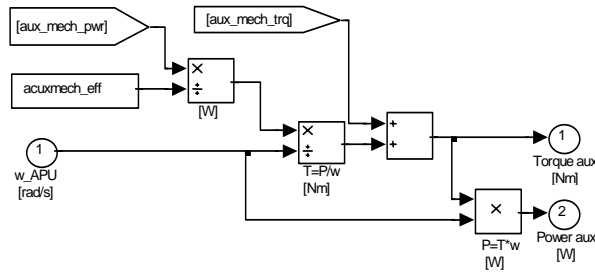 [aux_mech_pwr]
[aux_mech_trq]
acuxmech_eff
×
÷
[W]
+
+
1
w_APU
[rad/s]
×
÷
T=P/w
[Nm]
1
Torque aux
[Nm]
×
P=T*w
[W]
2
Power aux
[W]